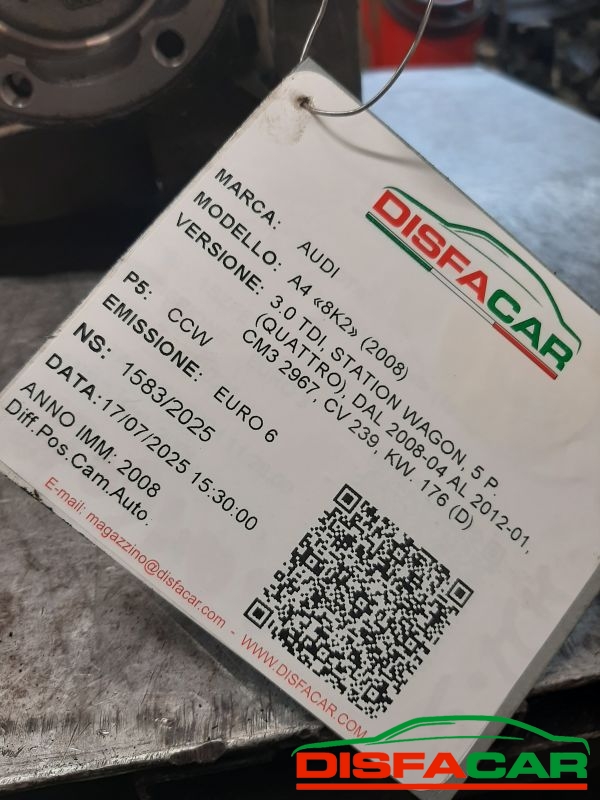 DISFACAR
MARCA: AUDI
MODELLO: A4 «8K2» (2008)
VERSIONE: 3.0 TDI, STATION WAGON, 5 P.
(QUATTRO), DAL 2008-04 AL 2012-01,
CM3 2967, CV 239, KW. 176 (D)
P5: CCW
EMISSIONE: EURO 6
NS: 1583/2025
DATA:17/07/2025 15:30:00
ANNO IMM: 2008
Diff.Pos.Cam.Auto.
E-mail: magazzino@disfacar.com - WWW.DISFACAR.COM
DISFACAR